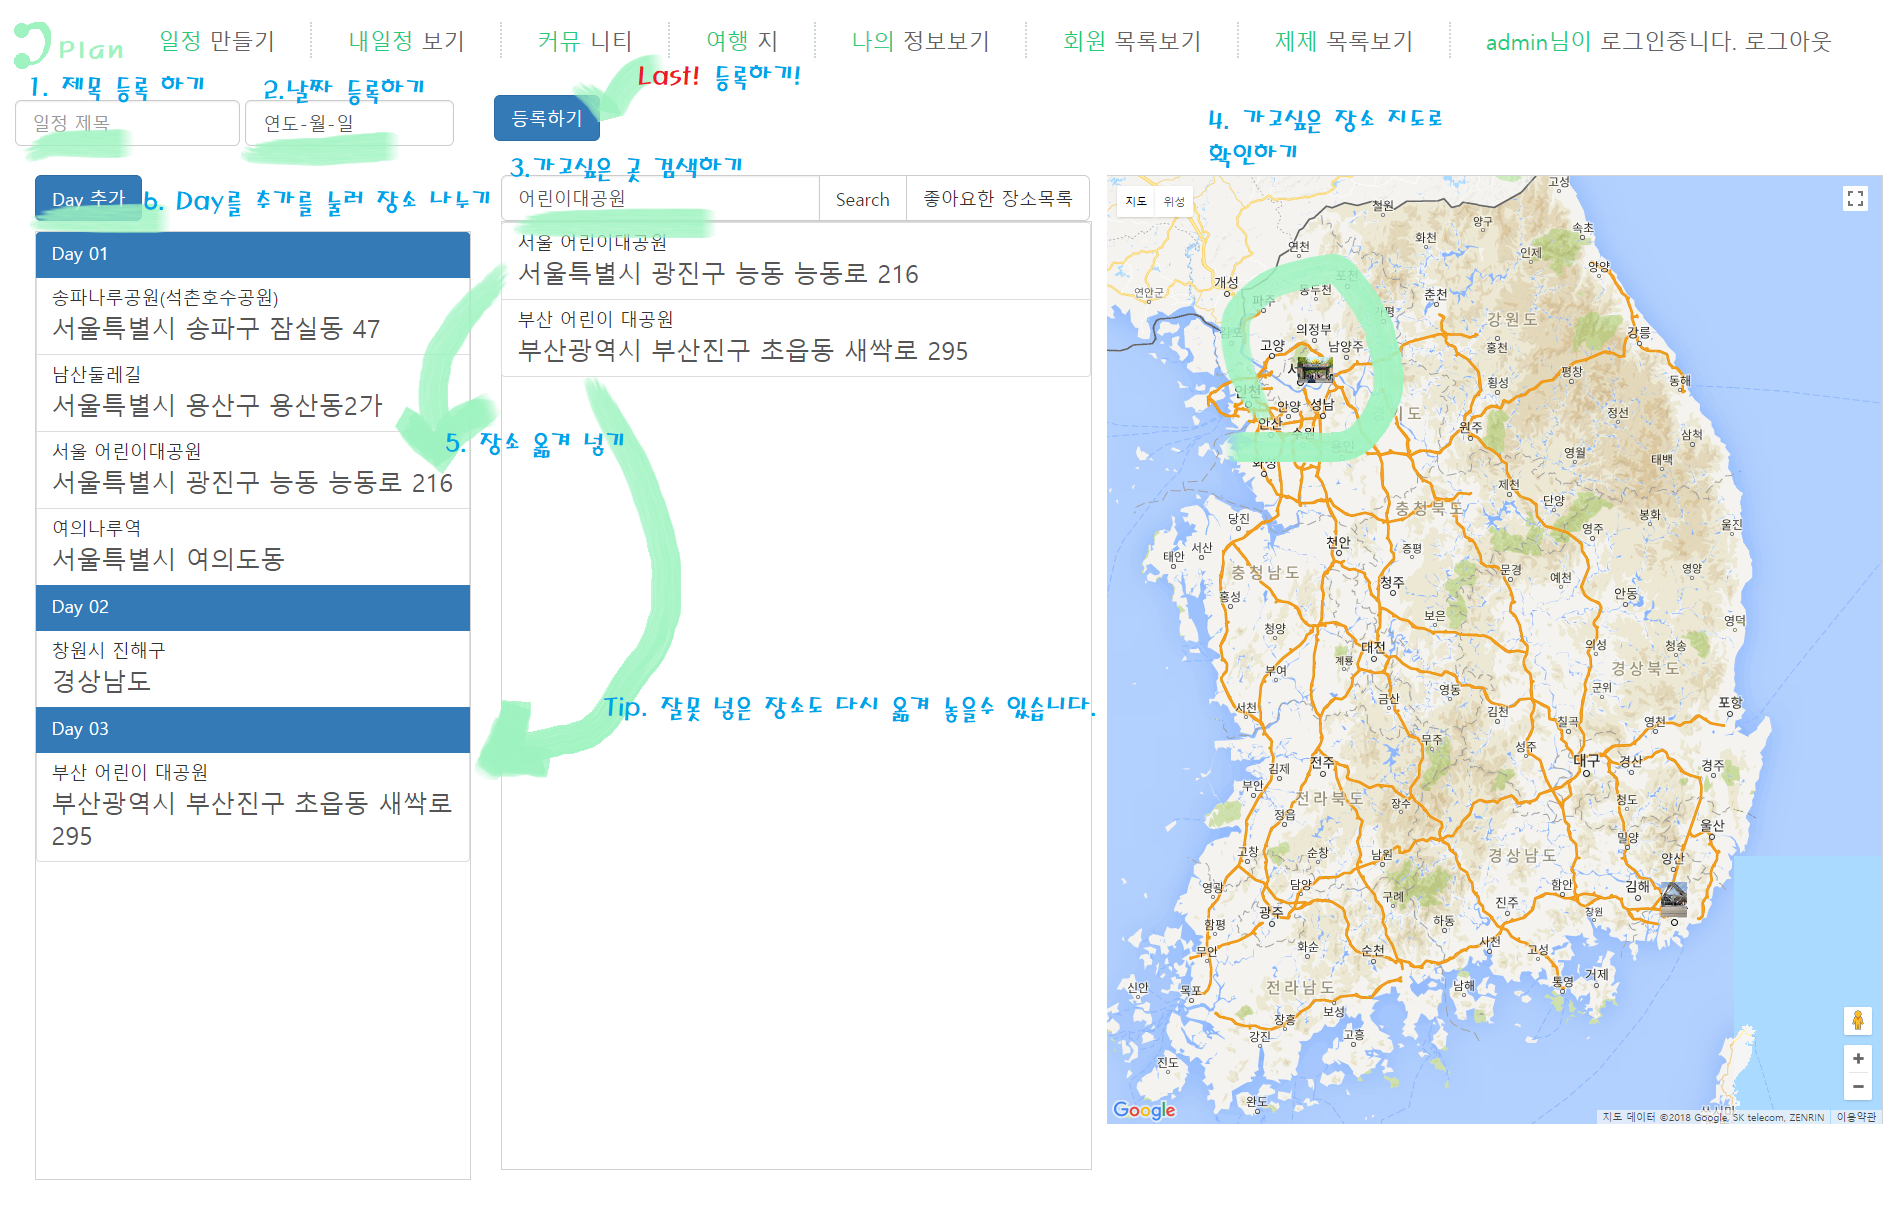 Plan
일정 만들기
내일정 보기
커뮤 니티
여행 지
나의 정보보기
회원 목록보기
제제 목록보기
admin님이 로그인중니다. 로그아웃
1. 제목 등록 하기
2.날짜 등록하기
Last! 등록하기!
일정 제목
연도-월-일
등록하기
4. 가고싶은 장소 지도로
확인하기
3.가고싶은 곳 검색하기
Day 추가
6. Day를 추가를 눌러 장소 나누기
어린이대공원
Search
좋아요한 장소목록
Day 01
송파나루공원(석촌호수공원)
서울특별시 송파구 잠실동 47
남산둘레길
서울특별시 용산구 용산동2가
서울 어린이대공원
서울특별시 광진구 능동 능동로 216
여의나루역
서울특별시 여의도동
Day 02
창원시 진해구
경상남도
Day 03
부산 어린이 대공원
부산광역시 부산진구 초읍동 새싹로
295
서울 어린이대공원
서울특별시 광진구 능동 능동로 216
부산 어린이 대공원
부산광역시 부산진구 초읍동 새싹로 295
5. 장소 옮겨 넣기
Tip. 잘못 넣은 장소도 다시 옮겨 놓을수 있습니다.
지도
위성
고성
철원
양구
속초
연천
화천
인제
양양
개성
포천
연안군
파주
동두천
춘천
가평
강원도
강릉
김포
의정부
고양
남양주
홍천
평창
동해
횡성
인천
안양
성남
경기도
정선
안산
수원
용인
원주
삼척
화성
영월
태백
제천
충청북도
단양
당진
봉화
울진
영주
태안
서산
천안
증평
충청남도
청주
문경
예천
영양
홍성
안동
보은
영덕
청양
대전
의성
청송
계룡
부여
경상북도
금산
영동
군위
서천
김천
칠곡
영천
포항
무주
성주
김제
전주
대구
경산
경주
부안
전라북도
장수
청도
정읍
울산
밀양
고창
순창
남원
경상남도
양산
영광
담양
함안
김해
구례
진주
창원
광주
함평
하동
무안
화순
순천
사천
고성
거제
신안
목포
전라남도
남해
통영
보성
장흥
강진
고흥
진도
완도
Google
지도 데이터 ©2018 Google, SK telecom, ZENRIN
이용약관